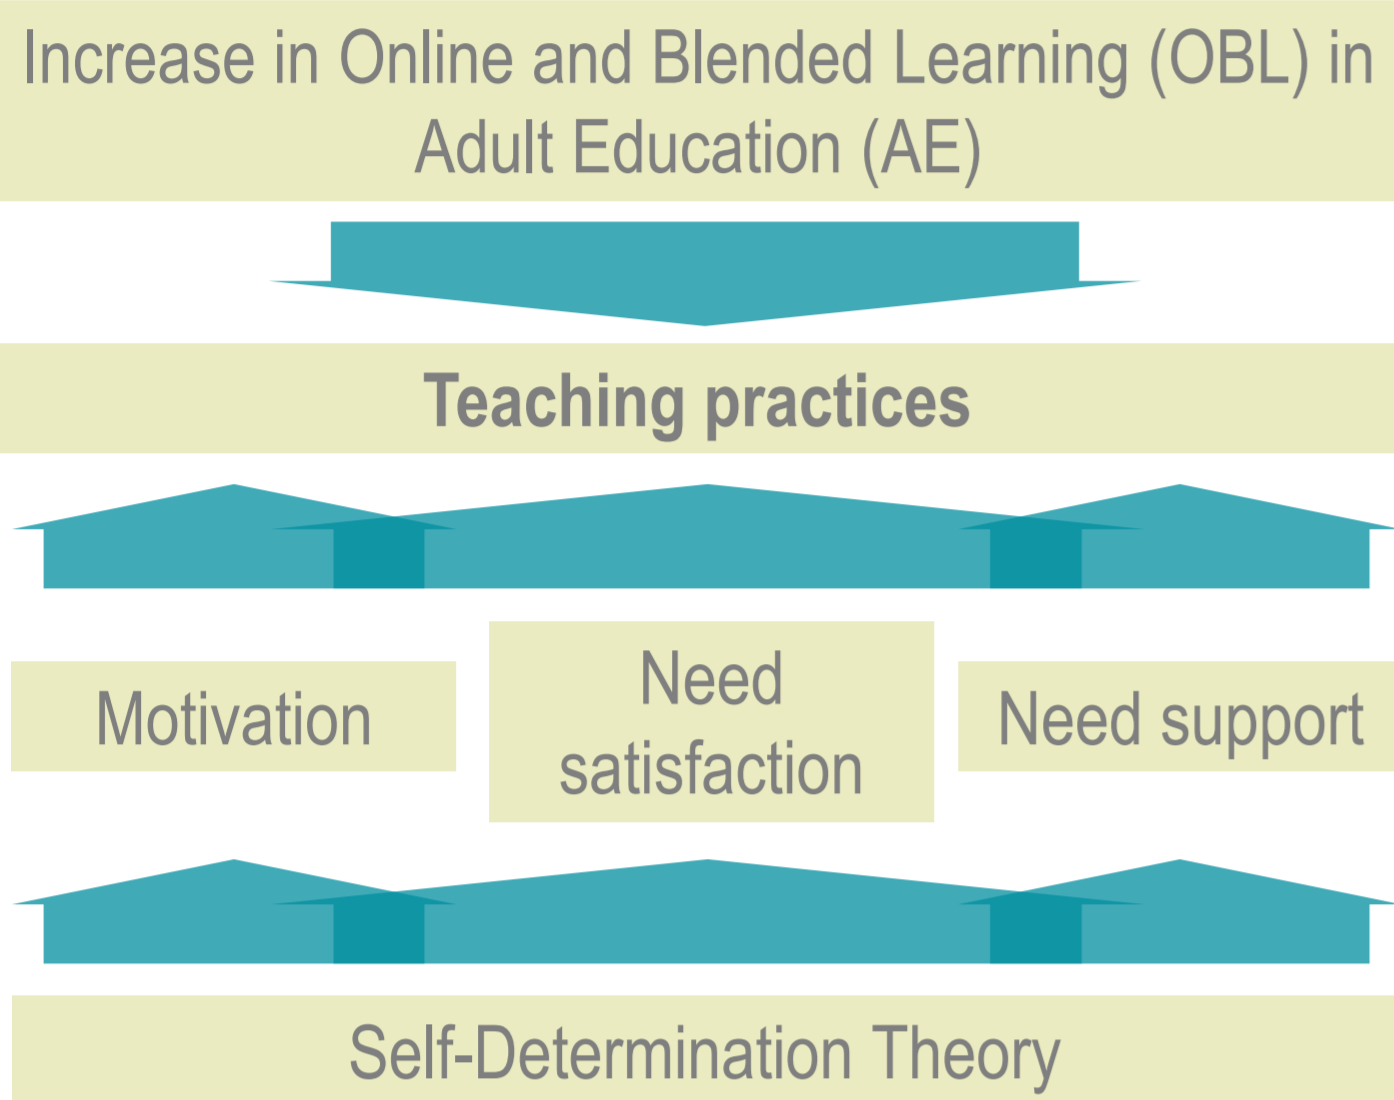 Increase in Online and Blended Learning (OBL) in
Adult Education (AE)
Teaching practices
Motivation
Need
satisfaction
Need support
Self-Determination Theory